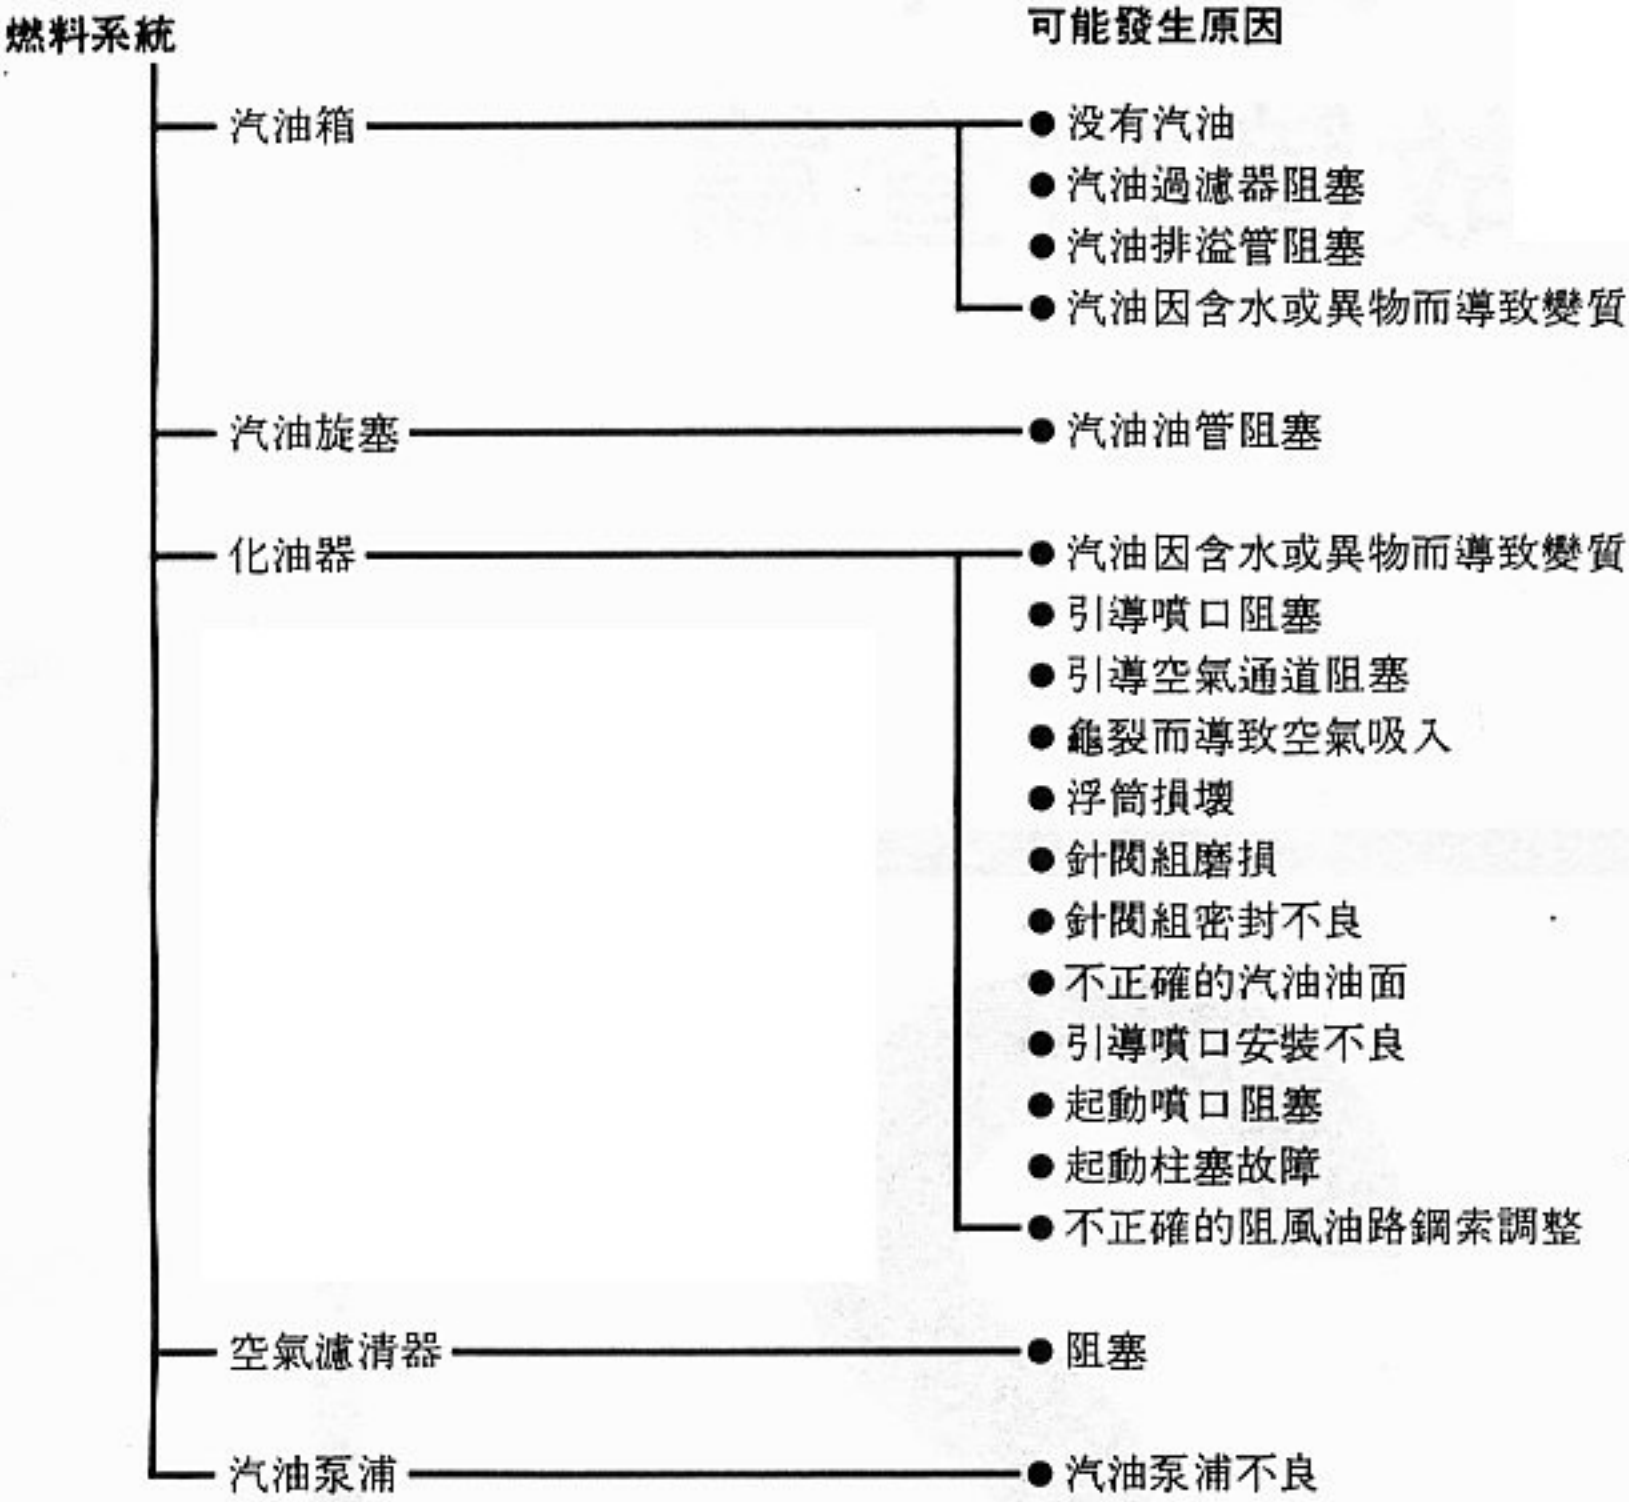 燃料系統 可能發生原因
汽油箱 ●没有汽油
●汽油過濾器阻塞
●汽油排溢管阻塞
●汽油因含水或異物而導致變質
汽油旋塞 ●汽油油管阻塞
化油器 ●汽油因含水或異物而導致變質
●引導噴口阻塞
●引導空氣通道阻塞
●龜裂而導致空氣吸入
●浮筒損壞
●針閥組磨損
●針閥組密封不良
●不正確的汽油油面
●引導噴口安裝不良
●起動噴口阻塞
●起動柱塞故障
●不正確的阻風油路鋼索調整
空氣濾清器 ●阻塞
汽油泵浦 ●汽油泵浦不良